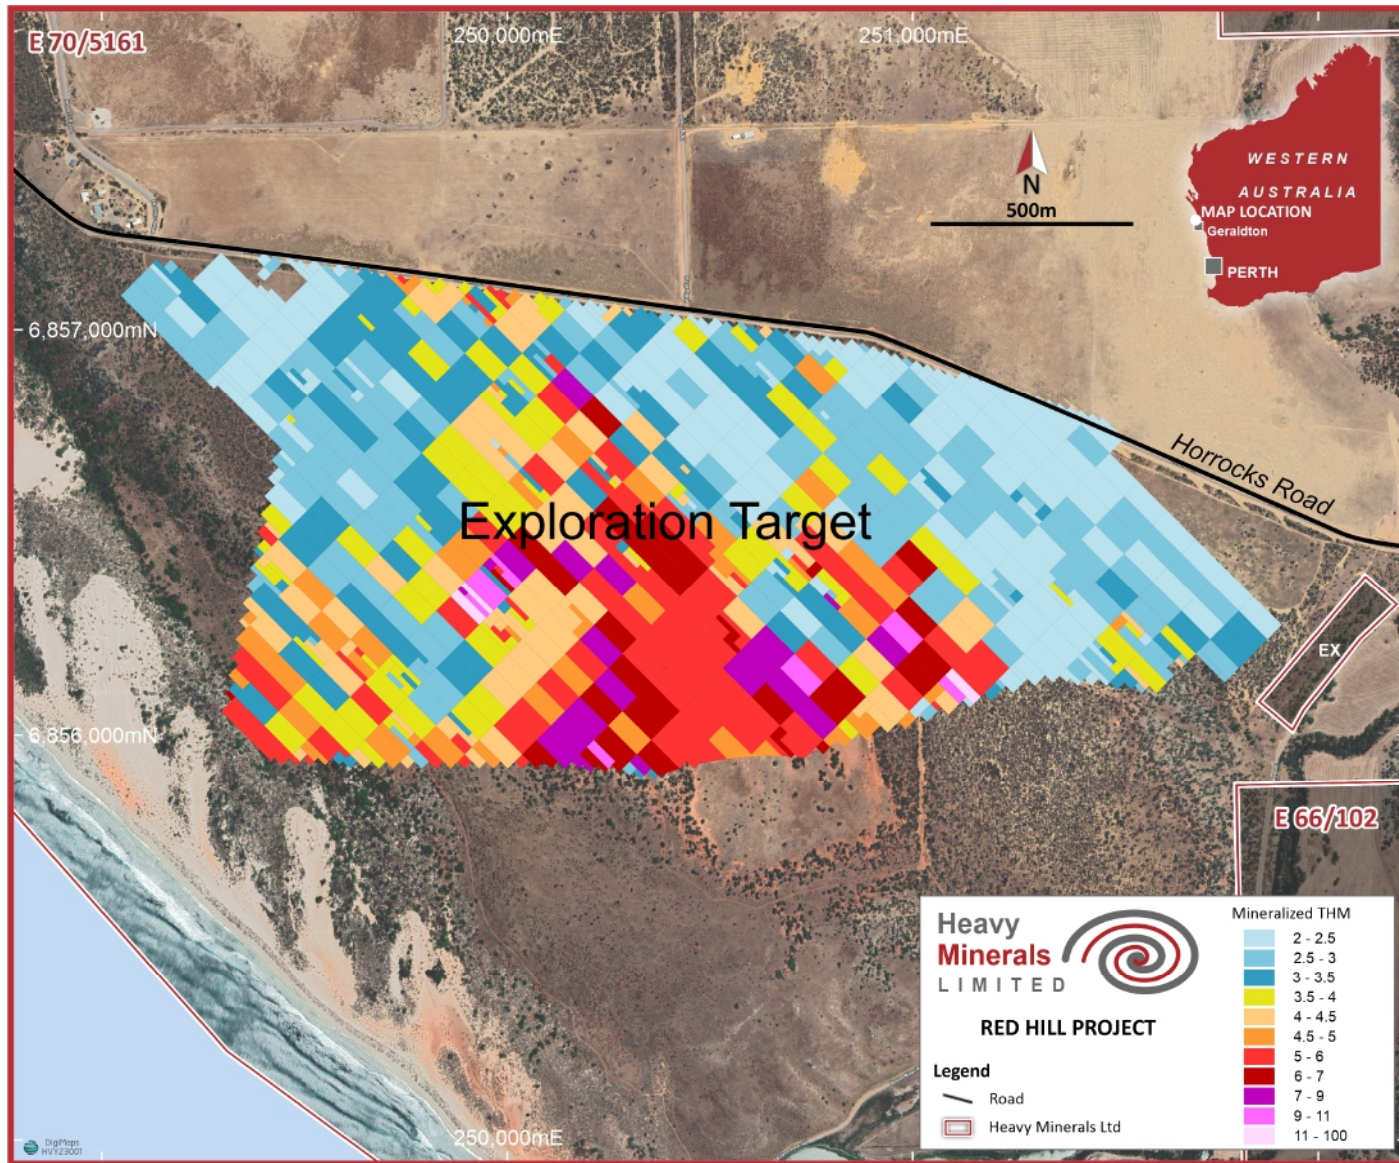 E 70/5161
250,000mE
251,000mE
WESTERN
AUSTRALIA
MAP LOCATION
Geraldton
PERTH
N
500m
6,857,000mN
Horrocks Road
Exploration Target
EX
6,856,000mN
E 66/102
Heavy
Minerals
LIMITED
RED HILL PROJECT
Legend
Road
Heavy Minerals Ltd
Mineralized THM
2 - 2.5
2.5 - 3
3 - 3.5
3.5 - 4
4 - 4.5
4.5 - 5
5 - 6
6 - 7
7 - 9
9 - 11
11 - 100
250,000mE
DigiMaps
HVYZ3001